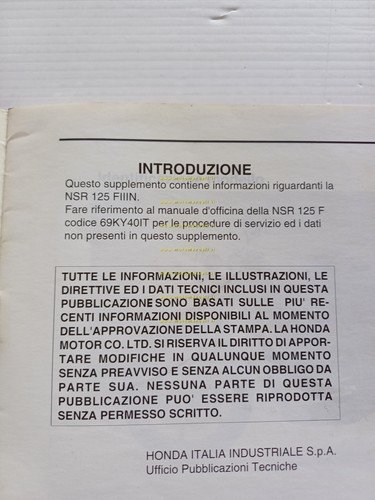 INTRODUZIONE
Questo supplemento contiene informazioni riguardanti la
NSR 125 FIIIN.
Fare riferimento al manuale d'officina della NSR 125 F
codice 69KY40IT per le procedure di servizio ed i dati
non presenti in questo supplemento.
TUTTE LE INFORMAZIONI, LE ILLUSTRAZIONI, LE
DIRETTIVE ED I DATI TECNICI INCLUSI IN QUESTA
PUBBLICAZIONE SONO BASATI SULLE PIU' RE-
CENTI INFORMAZIONI DISPONIBILI AL MOMENTO
DELL'APPROVAZIONE DELLA STAMPA. LA HONDA
MOTOR CO. LTD. SI RISERVA IL DIRITTO DI APPOR-
TARE MODIFICHE IN QUALUNQUE MOMENTO
SENZA PREAVVISO E SENZA ALCUN OBBLIGO DA
PARTE SUA. NESSUNA PARTE DI QUESTA
PUBBLICAZIONE PUO' ESSERE RIPRODOTTA
SENZA PERMESSO SCRITTO.
HONDA ITALIA INDUSTRIALE S.p.A.
Ufficio Pubblicazioni Tecniche